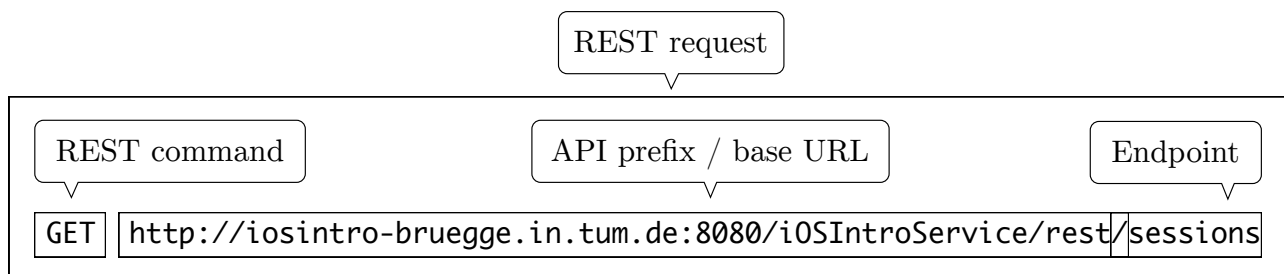 REST request
REST command API prefix / base URL Endpoint
GET http://iosintro-bruegge.in.tum.de:8080/iOSIntroService/rest/sessions